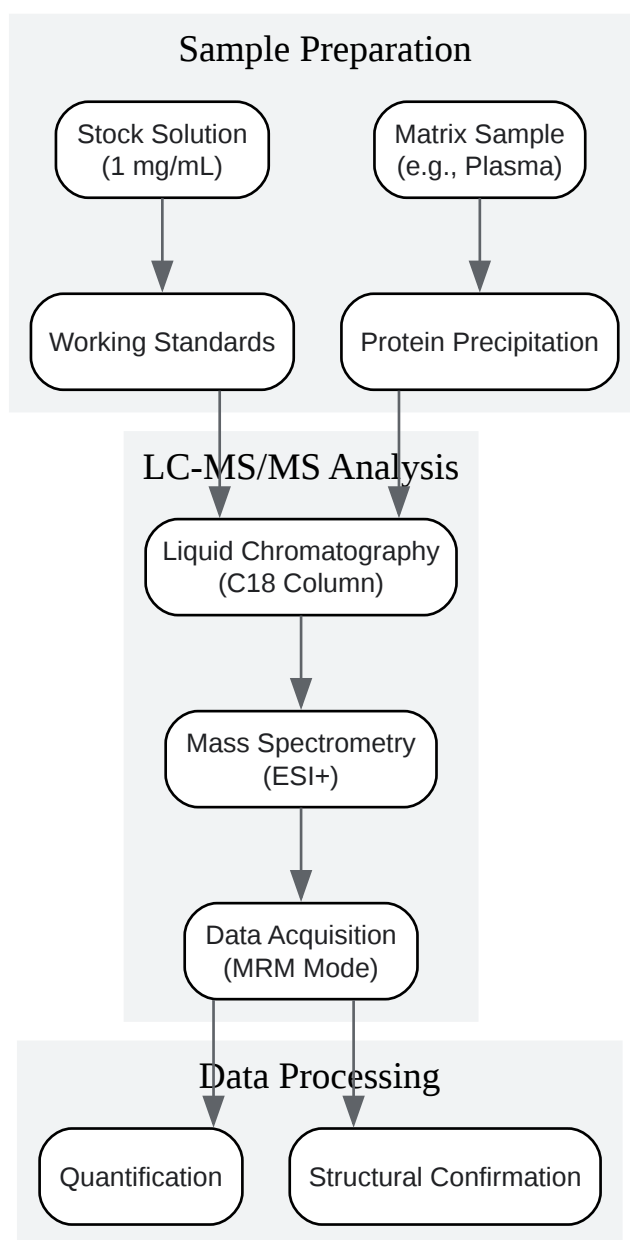 Sample Preparation
Stock Solution
(1 mg/mL)
Matrix Sample
(e.g., Plasma)
Working Standards
Protein Precipitation
LC-MS/MS Analysis
Liquid Chromatography
(C18 Column)
Mass Spectrometry
(ESI+)
Data Acquisition
(MRM Mode)
Data Processing
Quantification
Structural Confirmation